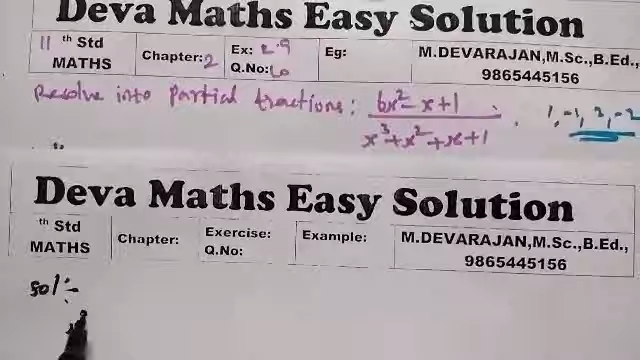 Deva Maths Easy Solution
11 th Std MATHS Chapter: 2 Ex: 2.9 Q.No: 10 Eg: M.DEVARAJAN,M.Sc.,B.Ed., 9865445156
Resolve into Partial fractions: 6x²-x+1 / x³+x²+x+1 . 1,-1, 2,-2
Deva Maths Easy Solution
th Std MATHS Chapter: Exercise: Q.No: Example: M.DEVARAJAN,M.Sc.,B.Ed., 9865445156
Sol:-